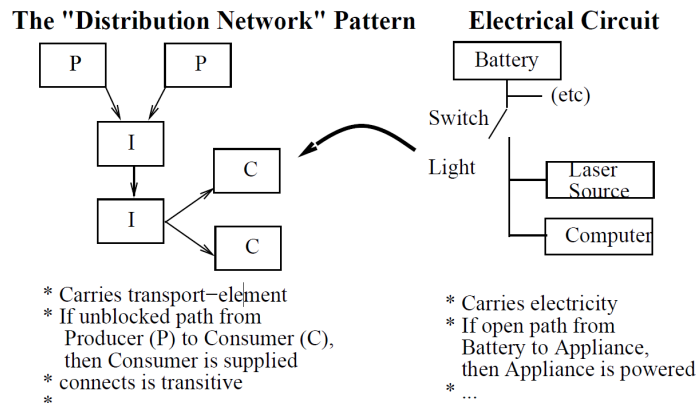 The "Distribution Network" Pattern
P
P
I
I
C
C
* Carries transport−element
* If unblocked path from
Producer (P) to Consumer (C),
then Consumer is supplied
* connects is transitive
*
Electrical Circuit
Battery
(etc)
Switch
Light
Laser
Source
Computer
* Carries electricity
* If open path from
Battery to Appliance,
then Appliance is powered
* ...